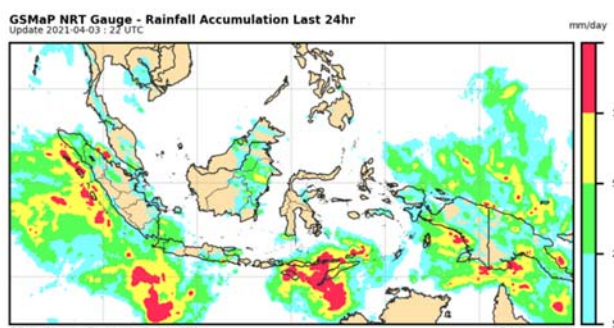 GSMaP NRT Gauge - Rainfall Accumulation Last 24hr
Update 2021-04-03 : 22 UTC
mm/day